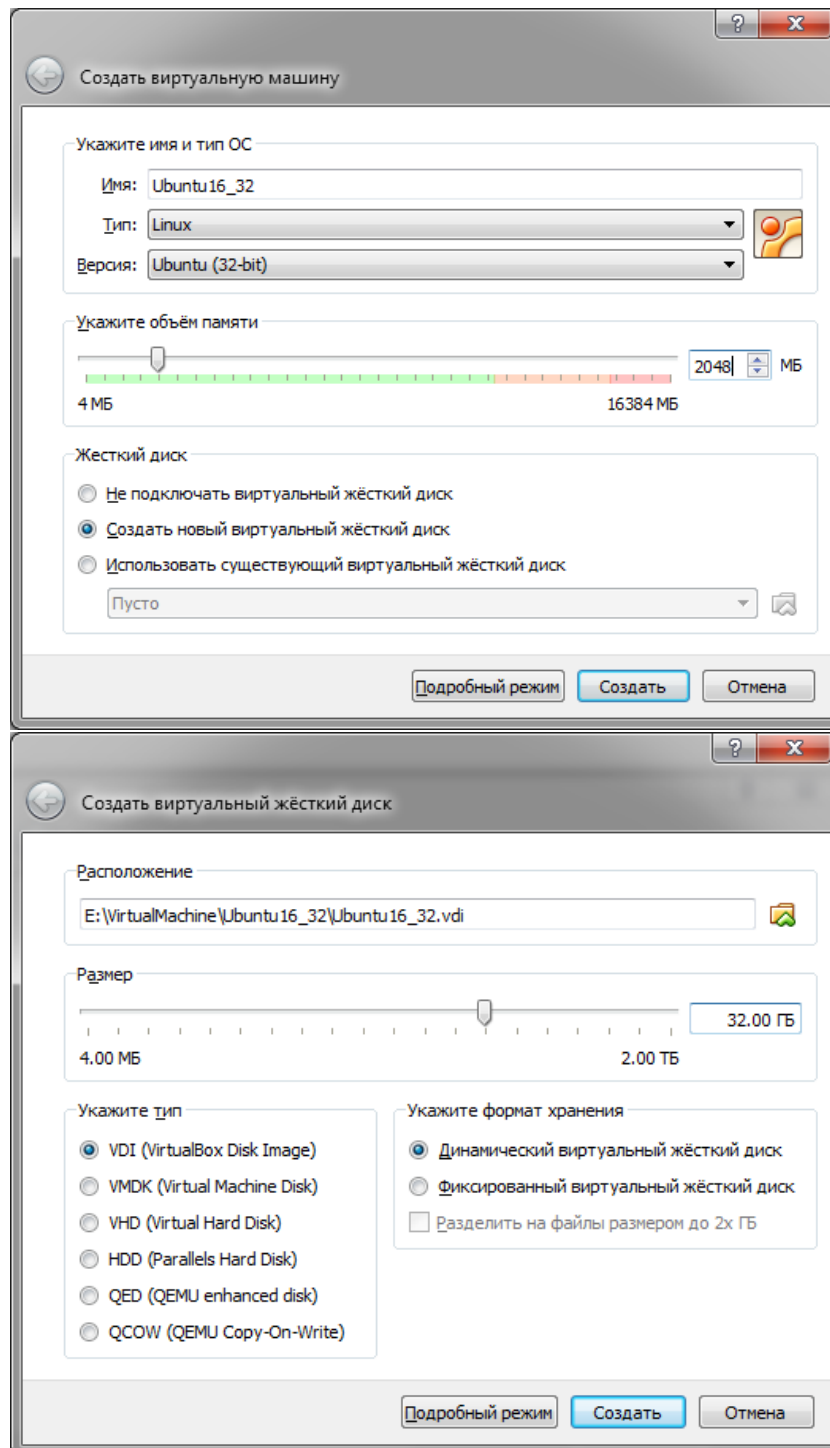 Создать виртуальную машину
Укажите имя и тип ОС
Имя: Ubuntu16_32
Тип: Linux
Версия: Ubuntu (32-bit)
Укажите объём памяти
2048 МБ
4 МБ 16384 МБ
Жесткий диск
Не подключать виртуальный жёсткий диск
Создать новый виртуальный жёсткий диск
Использовать существующий виртуальный жёсткий диск
Пусто
Подробный режим Создать Отмена
Создать виртуальный жёсткий диск
Расположение
E:\VirtualMachine\Ubuntu16_32\Ubuntu16_32.vdi
Размер
32.00 ГБ
4.00 МБ 2.00 ТБ
Укажите тип
VDI (VirtualBox Disk Image)
VMDK (Virtual Machine Disk)
VHD (Virtual Hard Disk)
HDD (Parallels Hard Disk)
QED (QEMU enhanced disk)
QCOW (QEMU Copy-On-Write)
Укажите формат хранения
Динамический виртуальный жёсткий диск
Фиксированный виртуальный жёсткий диск
Разделить на файлы размером до 2х ГБ
Подробный режим Создать Отмена